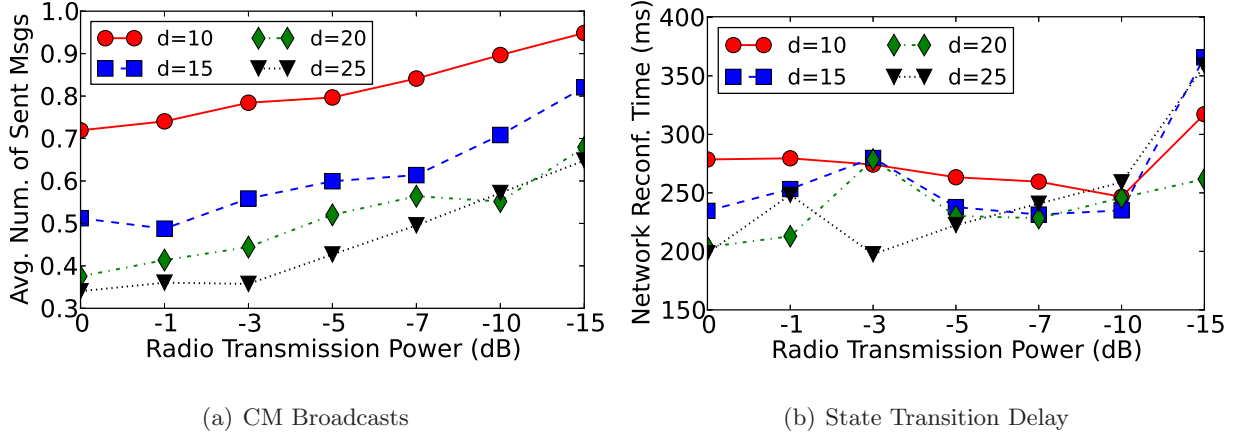 Avg. Num. of Sent Msgs
1.0
0.9
0.8
0.7
0.6
0.5
0.4
0.3
d=10
d=15
d=20
d=25
0 -1 -3 -5 -7 -10 -15
Radio Transmission Power (dB)
(a) CM Broadcasts
Network Reconf. Time (ms)
400
350
300
250
200
150
d=10
d=15
d=20
d=25
0 -1 -3 -5 -7 -10 -15
Radio Transmission Power (dB)
(b) State Transition Delay